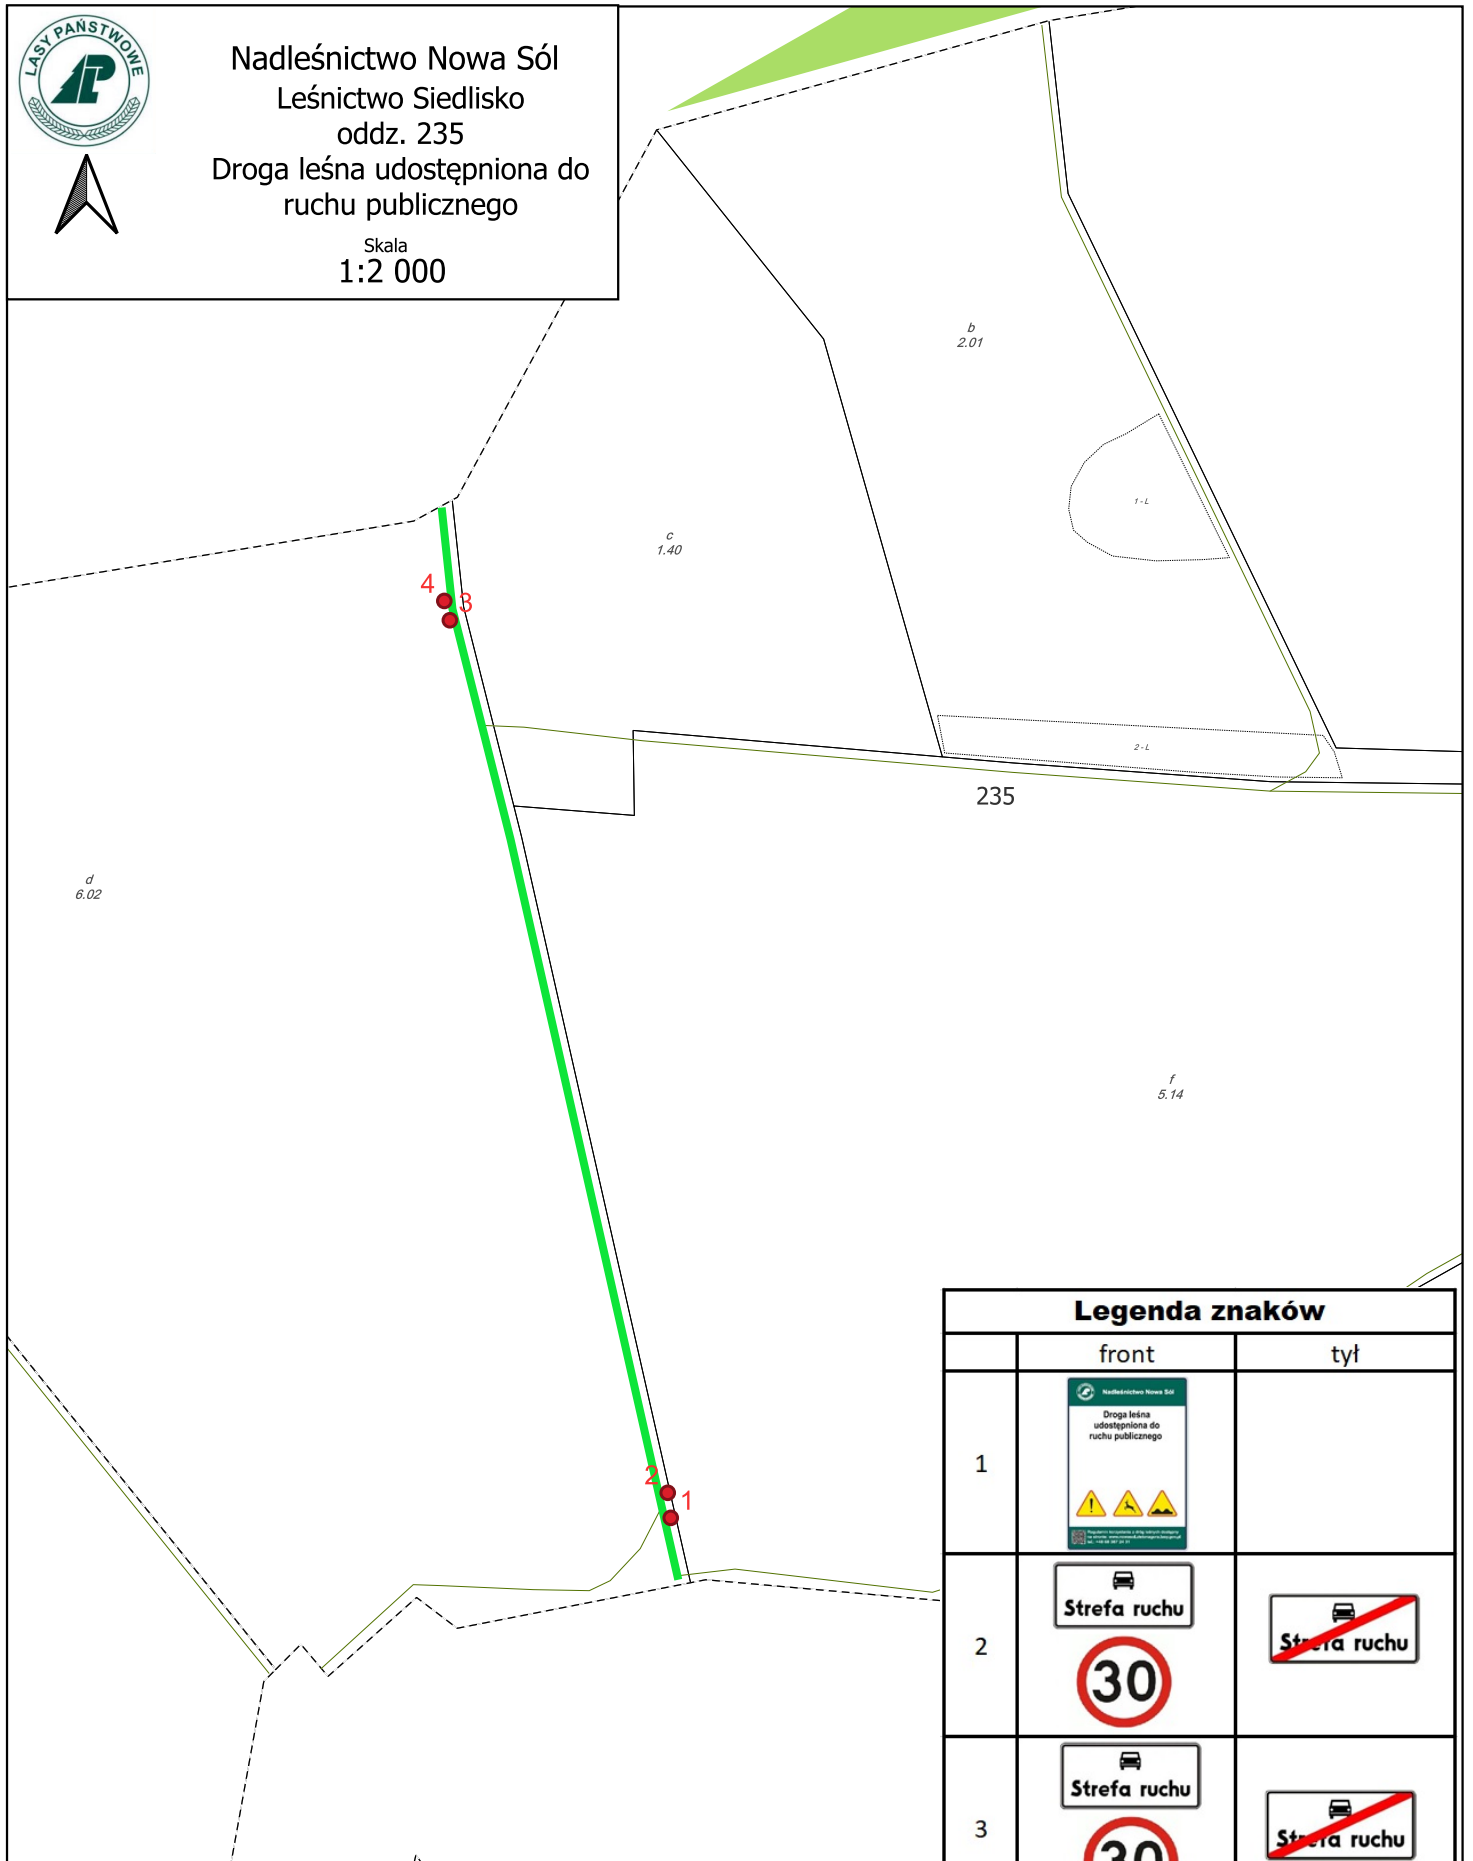 LASY PAŃSTWOWE
Nadleśnictwo Nowa Sól
Leśnictwo Siedlisko
oddz. 235
Droga leśna udostępniona do
ruchu publicznego
Skala
1:2 000
b
2.01
1 - L
c
1.40
4
3
2 - L
235
d
6.02
f
5.14
2
1
Legenda znaków
front tył
1
Nadleśnictwo Nowa Sól
Droga leśna
udostępniona do
ruchu publicznego
2
Strefa ruchu
30
Strefa ruchu
3
Strefa ruchu
30
Strefa ruchu